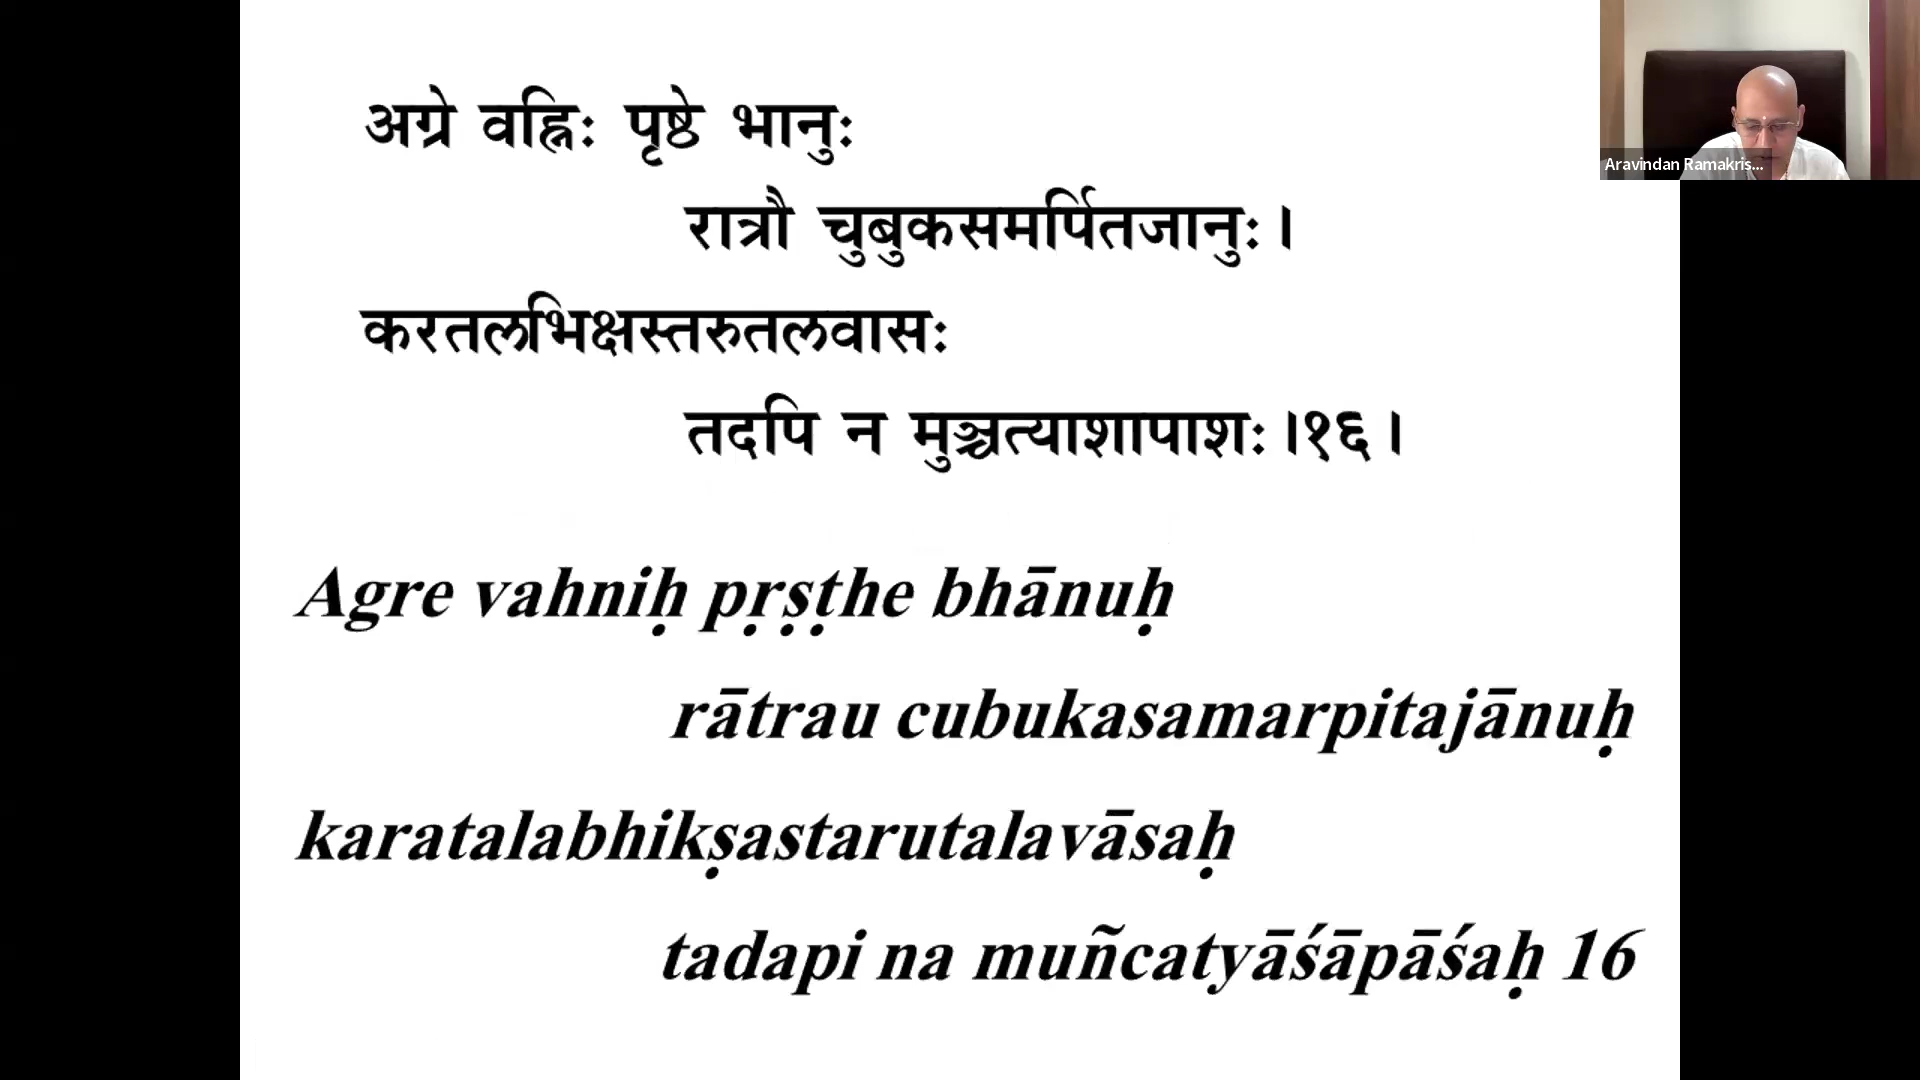 अग्रे वह्निः पृष्ठे भानुः
रात्रौ चुबुकसमर्पितजानुः।
करतलभिक्षस्तरुतलवासः
तदपि न मुञ्चत्याशापाशः।१६।
Agre vahniḥ pṛṣṭhe bhānuḥ
rātrau cubukasamarpitajānuḥ
karatalabhikṣastarutalavāsaḥ
tadapi na muñcatyāśāpāśaḥ 16
Aravindan Ramakris...